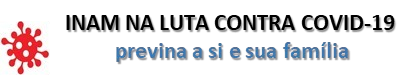 INAM NA LUTA CONTRA COVID-19
previna a si e sua família